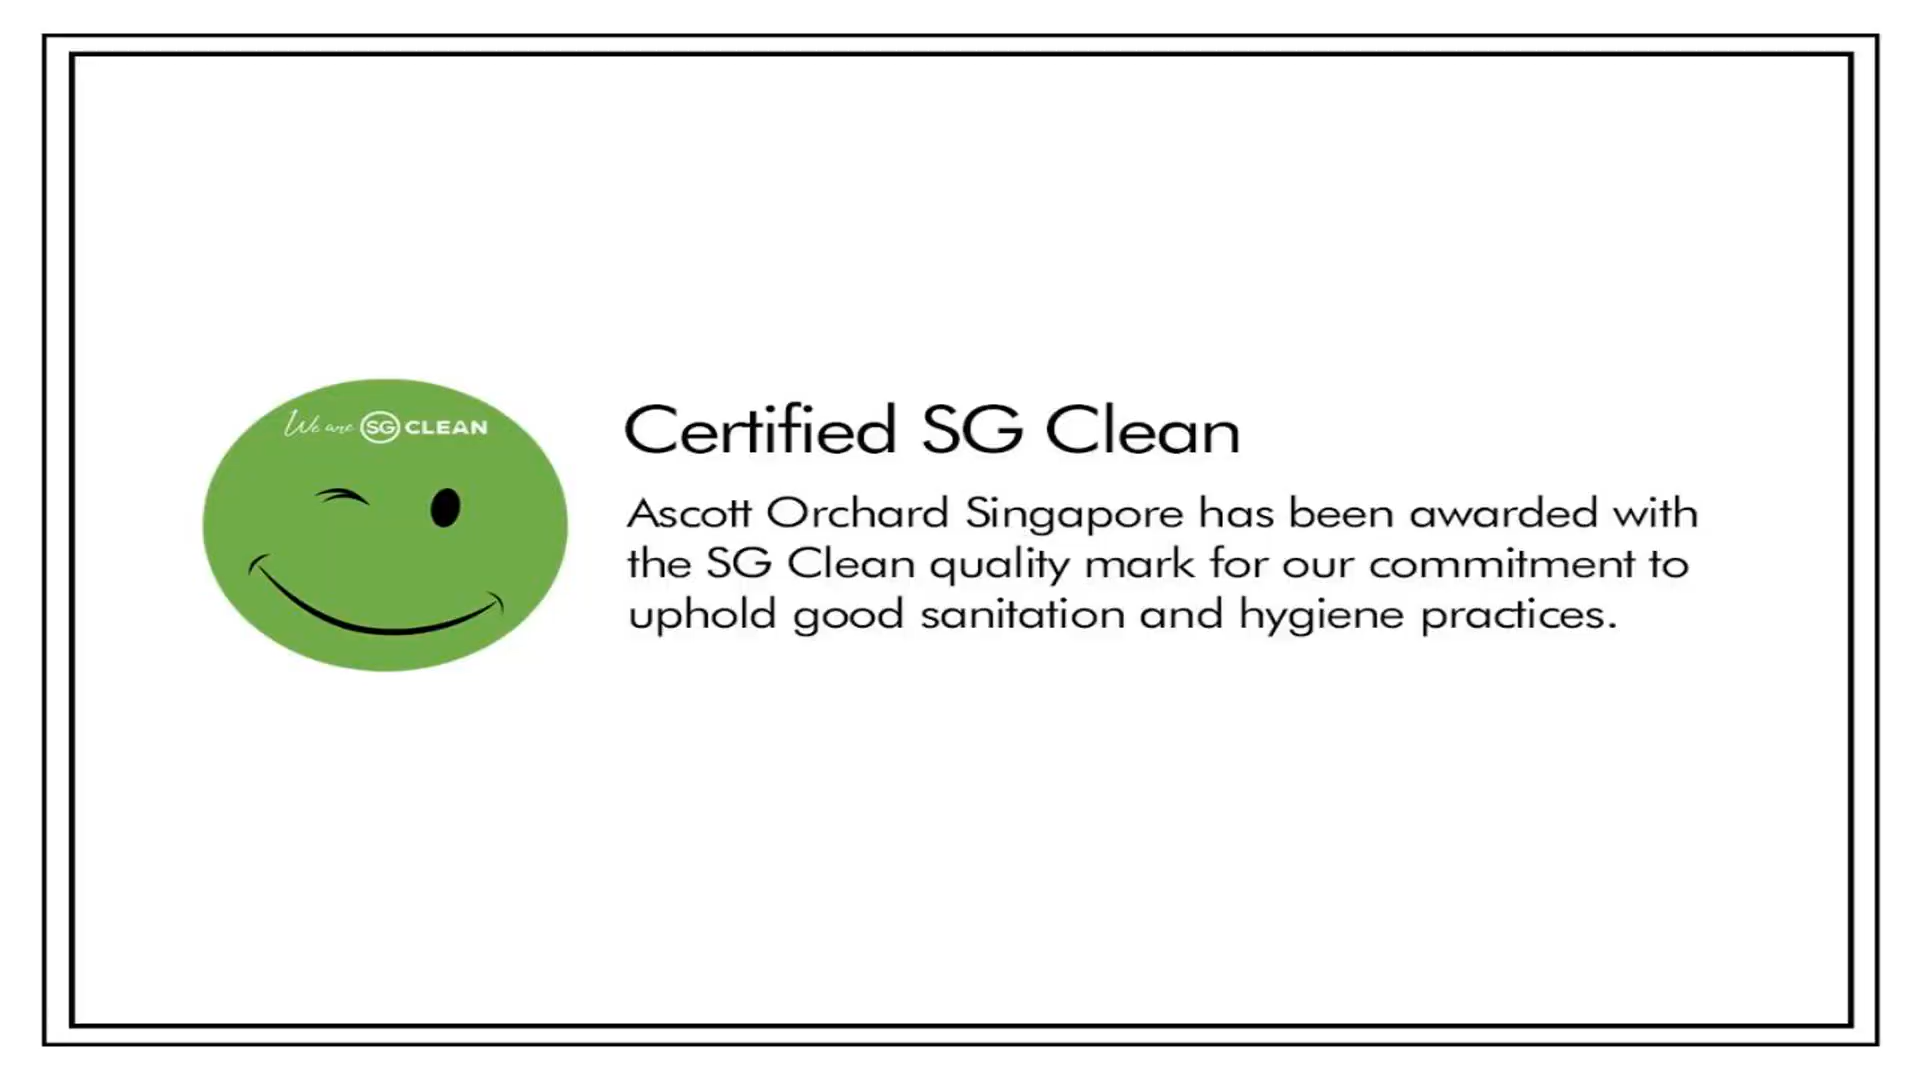 We are SG CLEAN
Certified SG Clean
Ascott Orchard Singapore has been awarded with
the SG Clean quality mark for our commitment to
uphold good sanitation and hygiene practices.